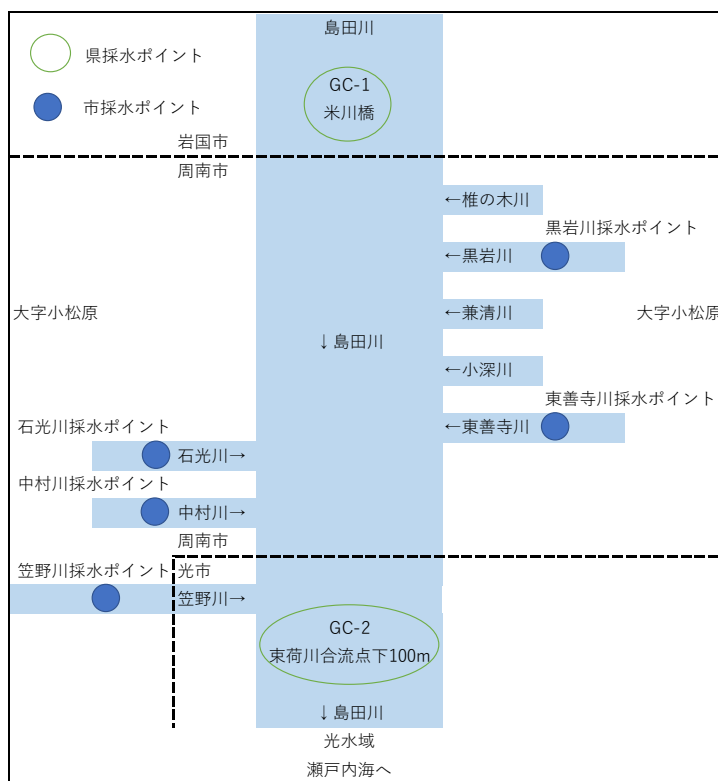 島田川
県採水ポイント
GC-1
米川橋
市採水ポイント
岩国市
周南市
←椎の木川
黒岩川採水ポイント
←黒岩川
大字小松原
←兼清川
大字小松原
↓島田川
←小深川
東善寺川採水ポイント
←東善寺川
石光川採水ポイント
石光川→
中村川採水ポイント
中村川→
周南市
笠野川採水ポイント
光市
笠野川→
GC-2
束荷川合流点下100m
↓島田川
光水域
瀬戸内海へ